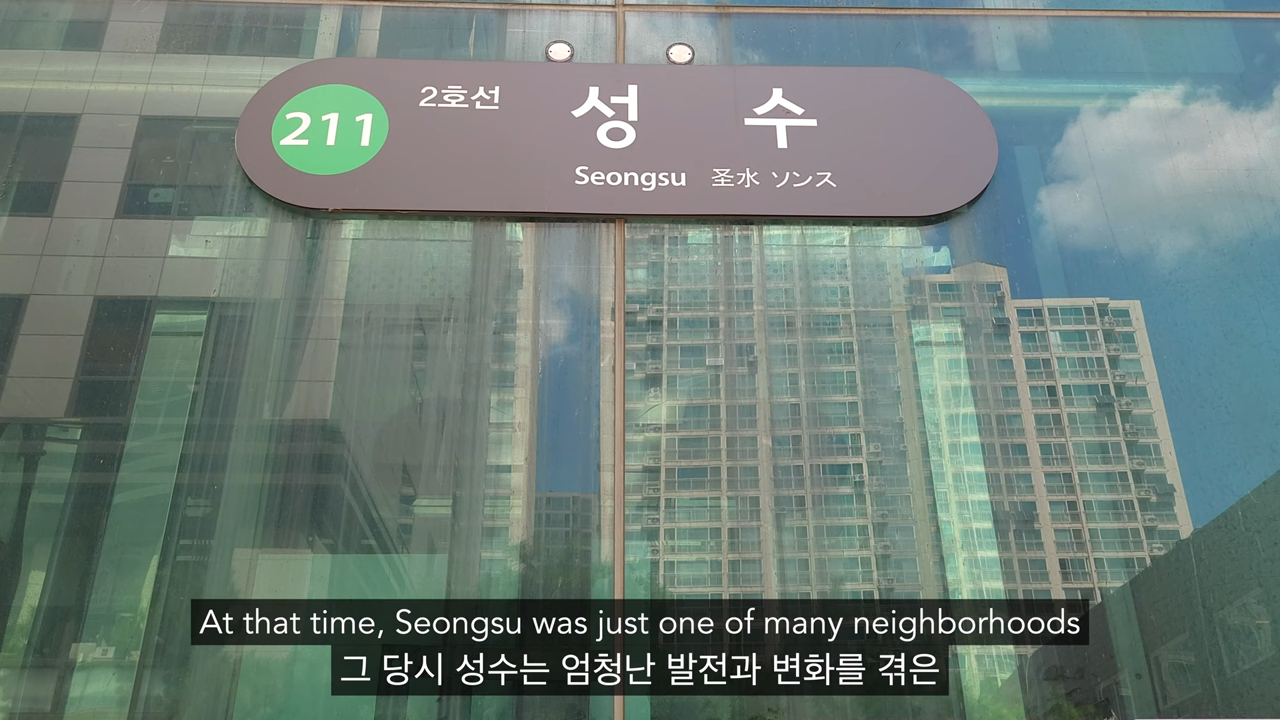 211 2호선 성수
Seongsu 圣水 ソンス
At that time, Seongsu was just one of many neighborhoods
그 당시 성수는 엄청난 발전과 변화를 겪은